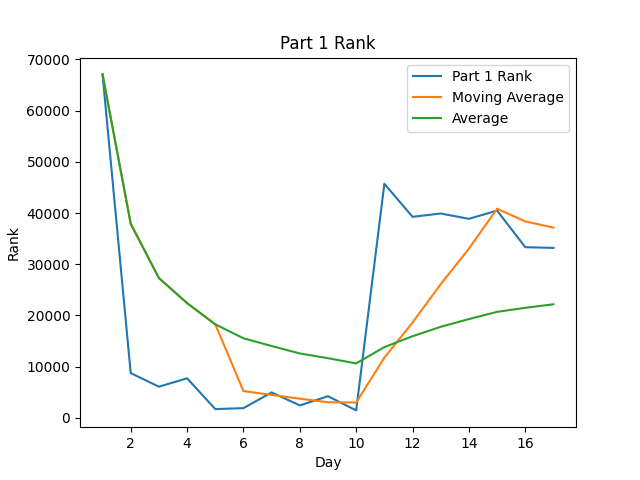 Part 1 Rank
70000
60000
50000
40000
30000
20000
10000
0
Rank
Part 1 Rank
Moving Average
Average
2 4 6 8 10 12 14 16
Day